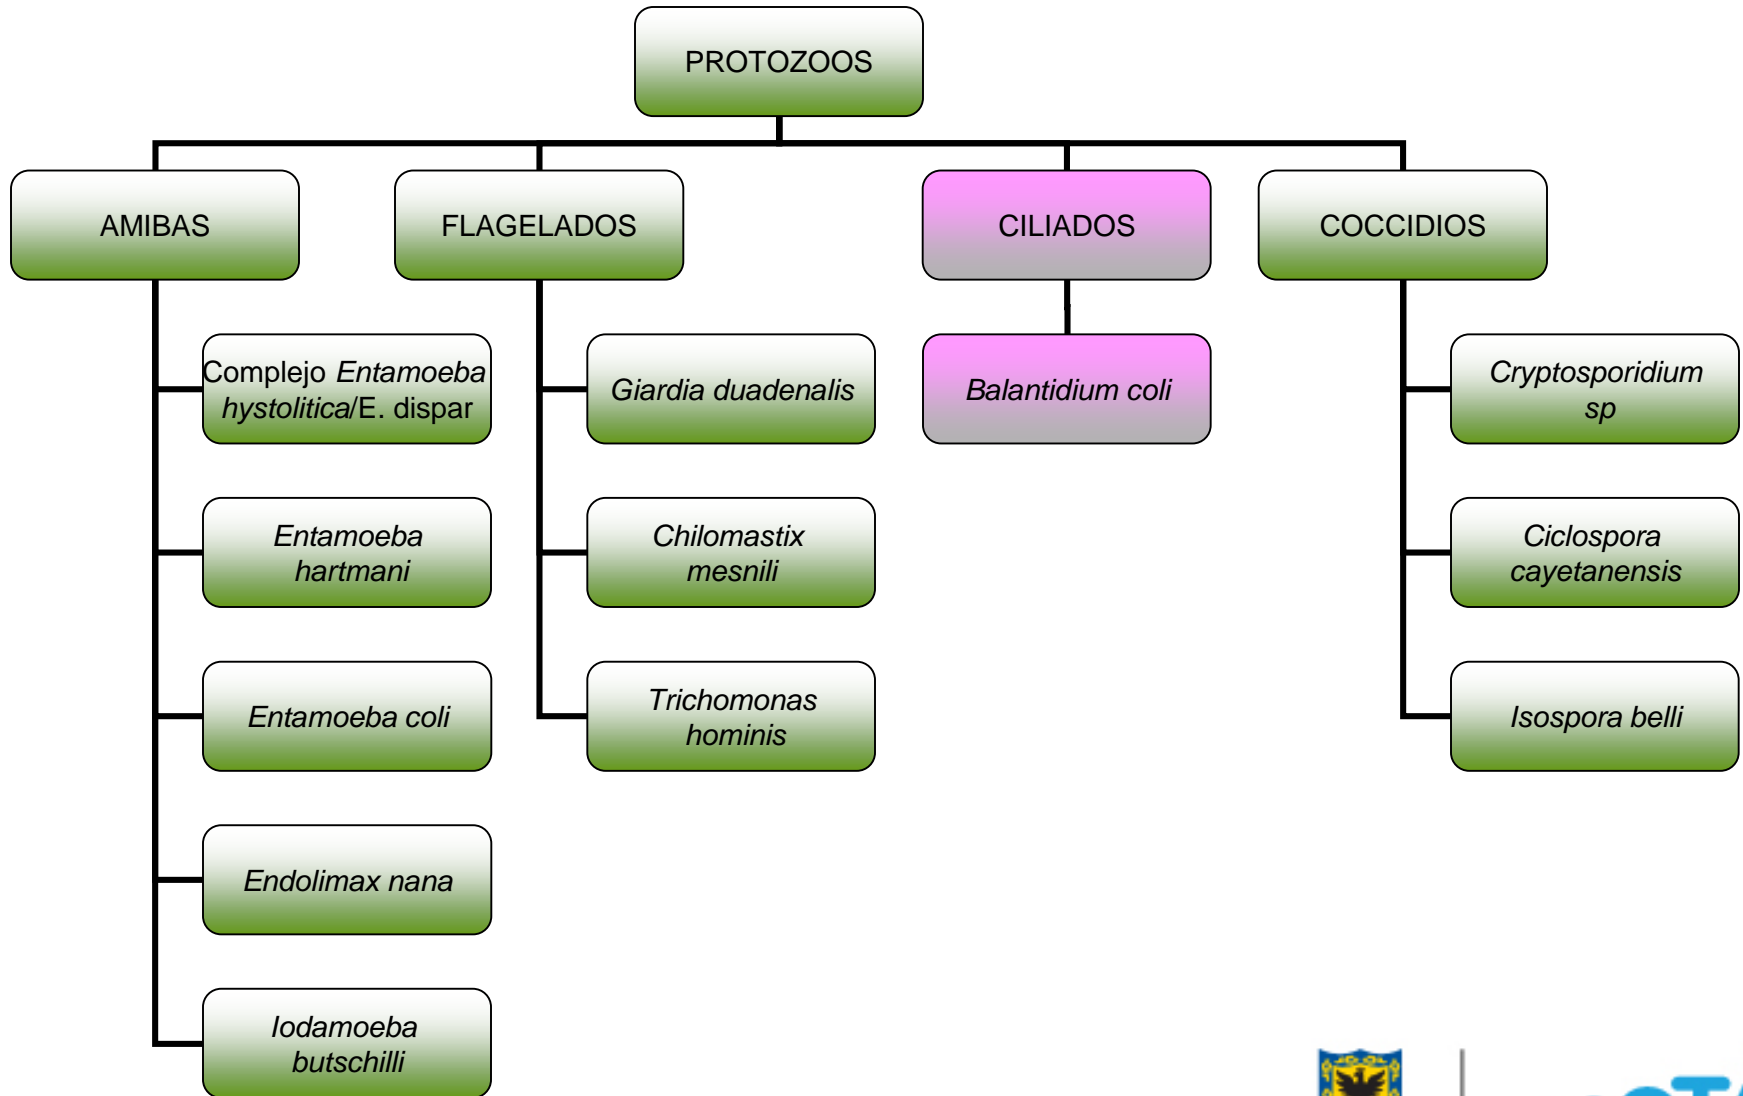 PROTOZOOS
AMIBAS
FLAGELADOS
CILIADOS
COCCIDIOS
Complejo Entamoeba
hystolitica/E. dispar
Giardia duadenalis
Balantidium coli
Cryptosporidium
sp
Entamoeba
hartmani
Chilomastix
mesnili
Ciclospora
cayetanensis
Entamoeba coli
Trichomonas
hominis
Isospora belli
Endolimax nana
Iodamoeba
butschilli